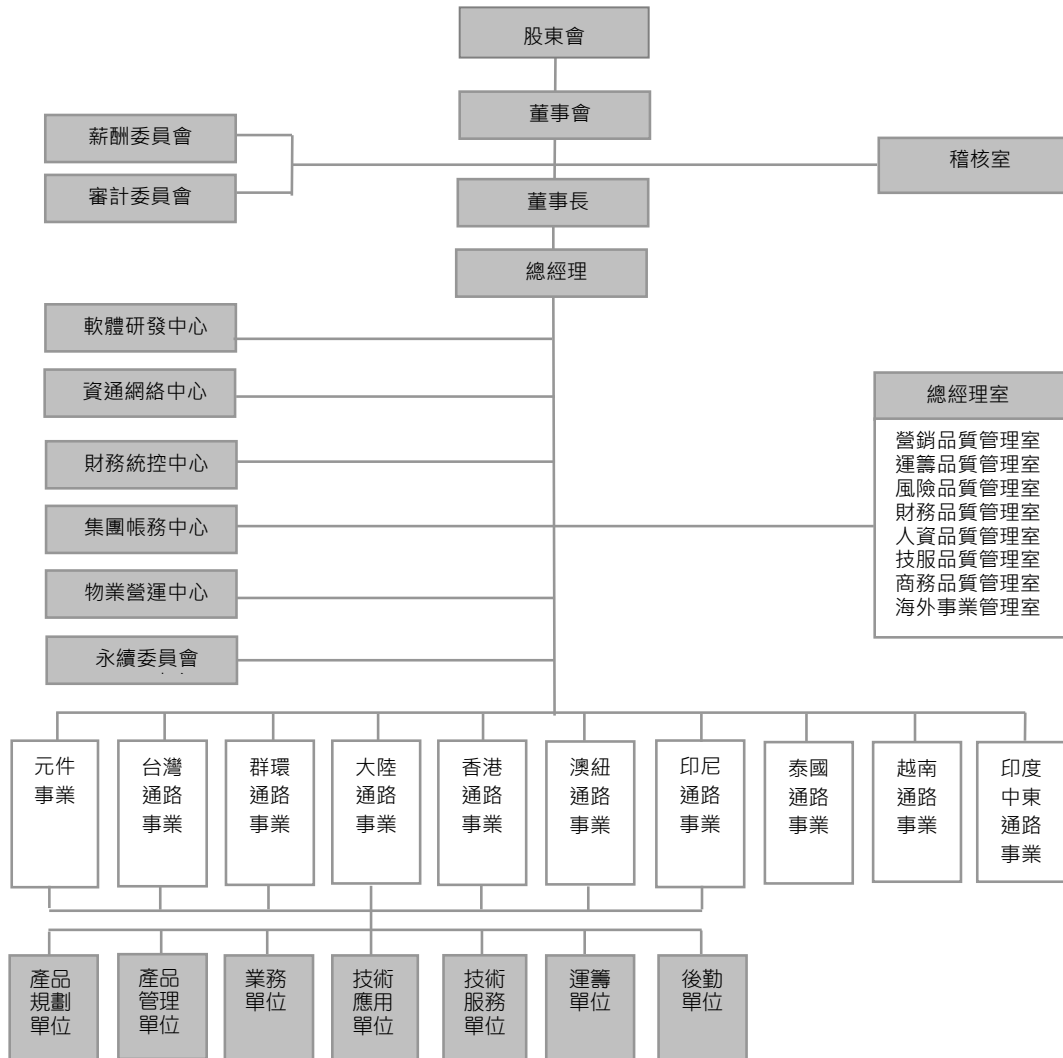 股東會
董事會
薪酬委員會
稽核室
審計委員會
董事長
總經理
軟體研發中心
資通網絡中心
總經理室
營銷品質管理室
運籌品質管理室
風險品質管理室
財務品質管理室
人資品質管理室
技服品質管理室
商務品質管理室
海外事業管理室
財務統控中心
集團帳務中心
物業營運中心
永續委員會
元件
事業
台灣
通路
事業
群環
通路
事業
大陸
通路
事業
香港
通路
事業
澳紐
通路
事業
印尼
通路
事業
泰國
通路
事業
越南
通路
事業
印度
中東
通路
事業
產品
規劃
單位
產品
管理
單位
業務
單位
技術
應用
單位
技術
服務
單位
運籌
單位
後勤
單位